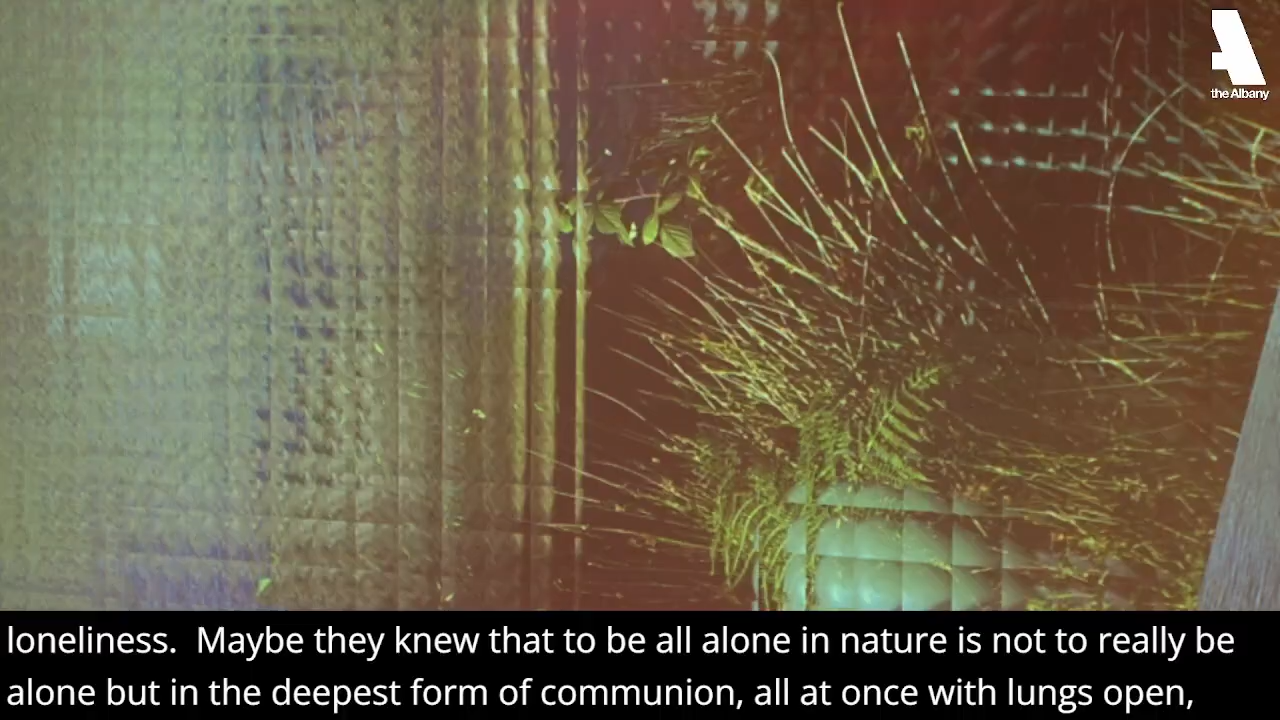 A
the Albany
loneliness.  Maybe they knew that to be all alone in nature is not to really be
alone but in the deepest form of communion, all at once with lungs open,